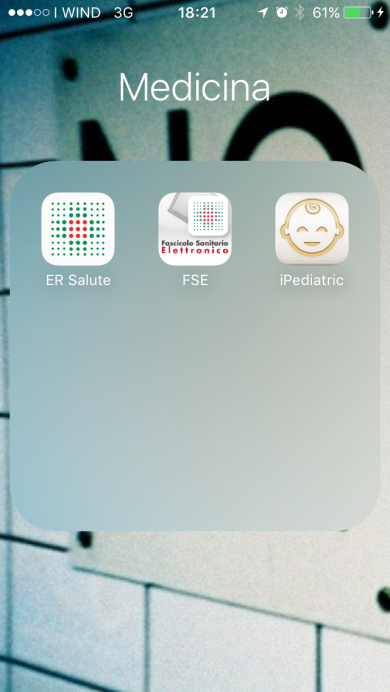 I WIND 3G 18:21 61%
Medicina
NO
Fascicolo Sanitario
Elettronico
ER Salute FSE iPediatric